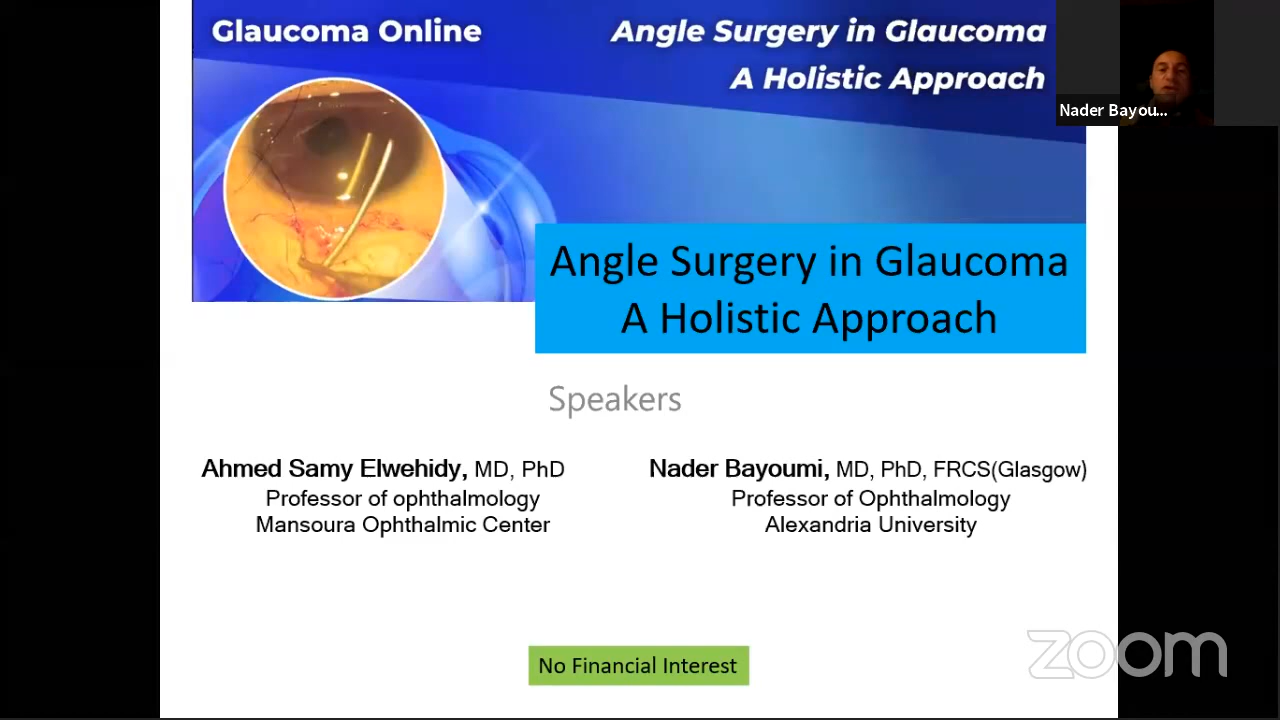 Glaucoma Online
Angle Surgery in Glaucoma
A Holistic Approach
Nader Bayou...
Angle Surgery in Glaucoma
A Holistic Approach
Speakers
Ahmed Samy Elwehidy, MD, PhD
Professor of ophthalmology
Mansoura Ophthalmic Center
Nader Bayoumi, MD, PhD, FRCS(Glasgow)
Professor of Ophthalmology
Alexandria University
No Financial Interest
zoom